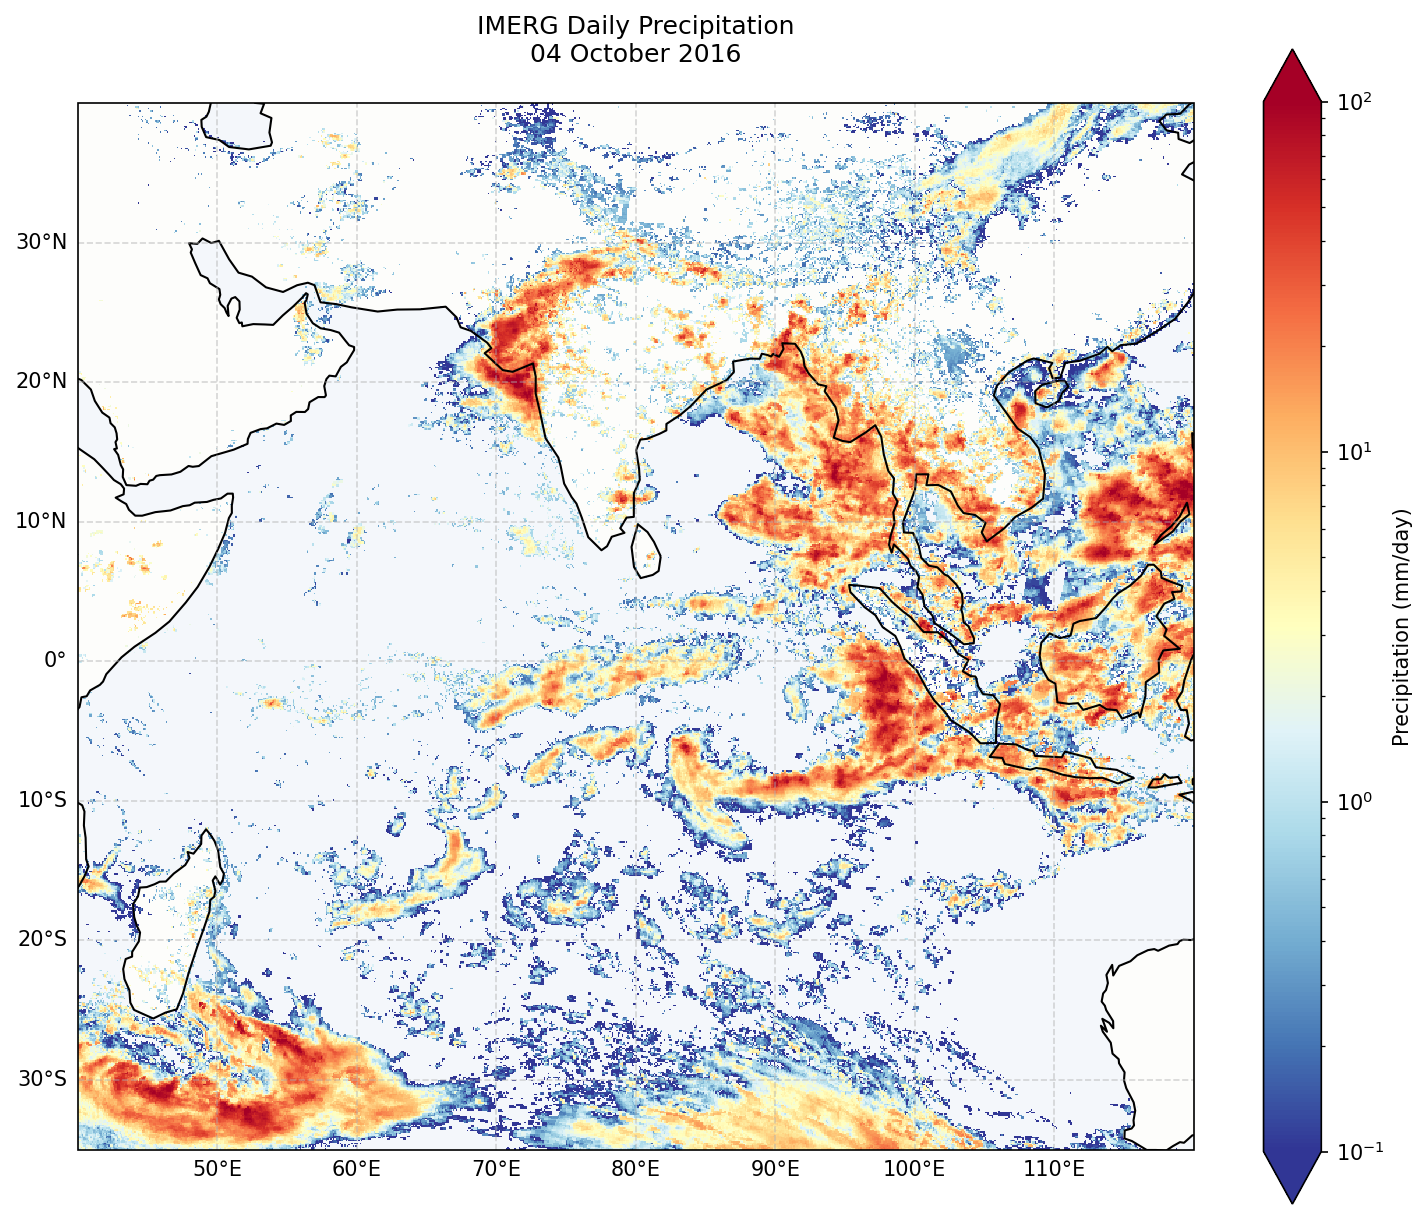 IMERG Daily Precipitation
04 October 2016
30°N
20°N
10°N
0°
10°S
20°S
30°S
50°E 60°E 70°E 80°E 90°E 100°E 110°E
10²
10¹
10⁰
10⁻¹
Precipitation (mm/day)